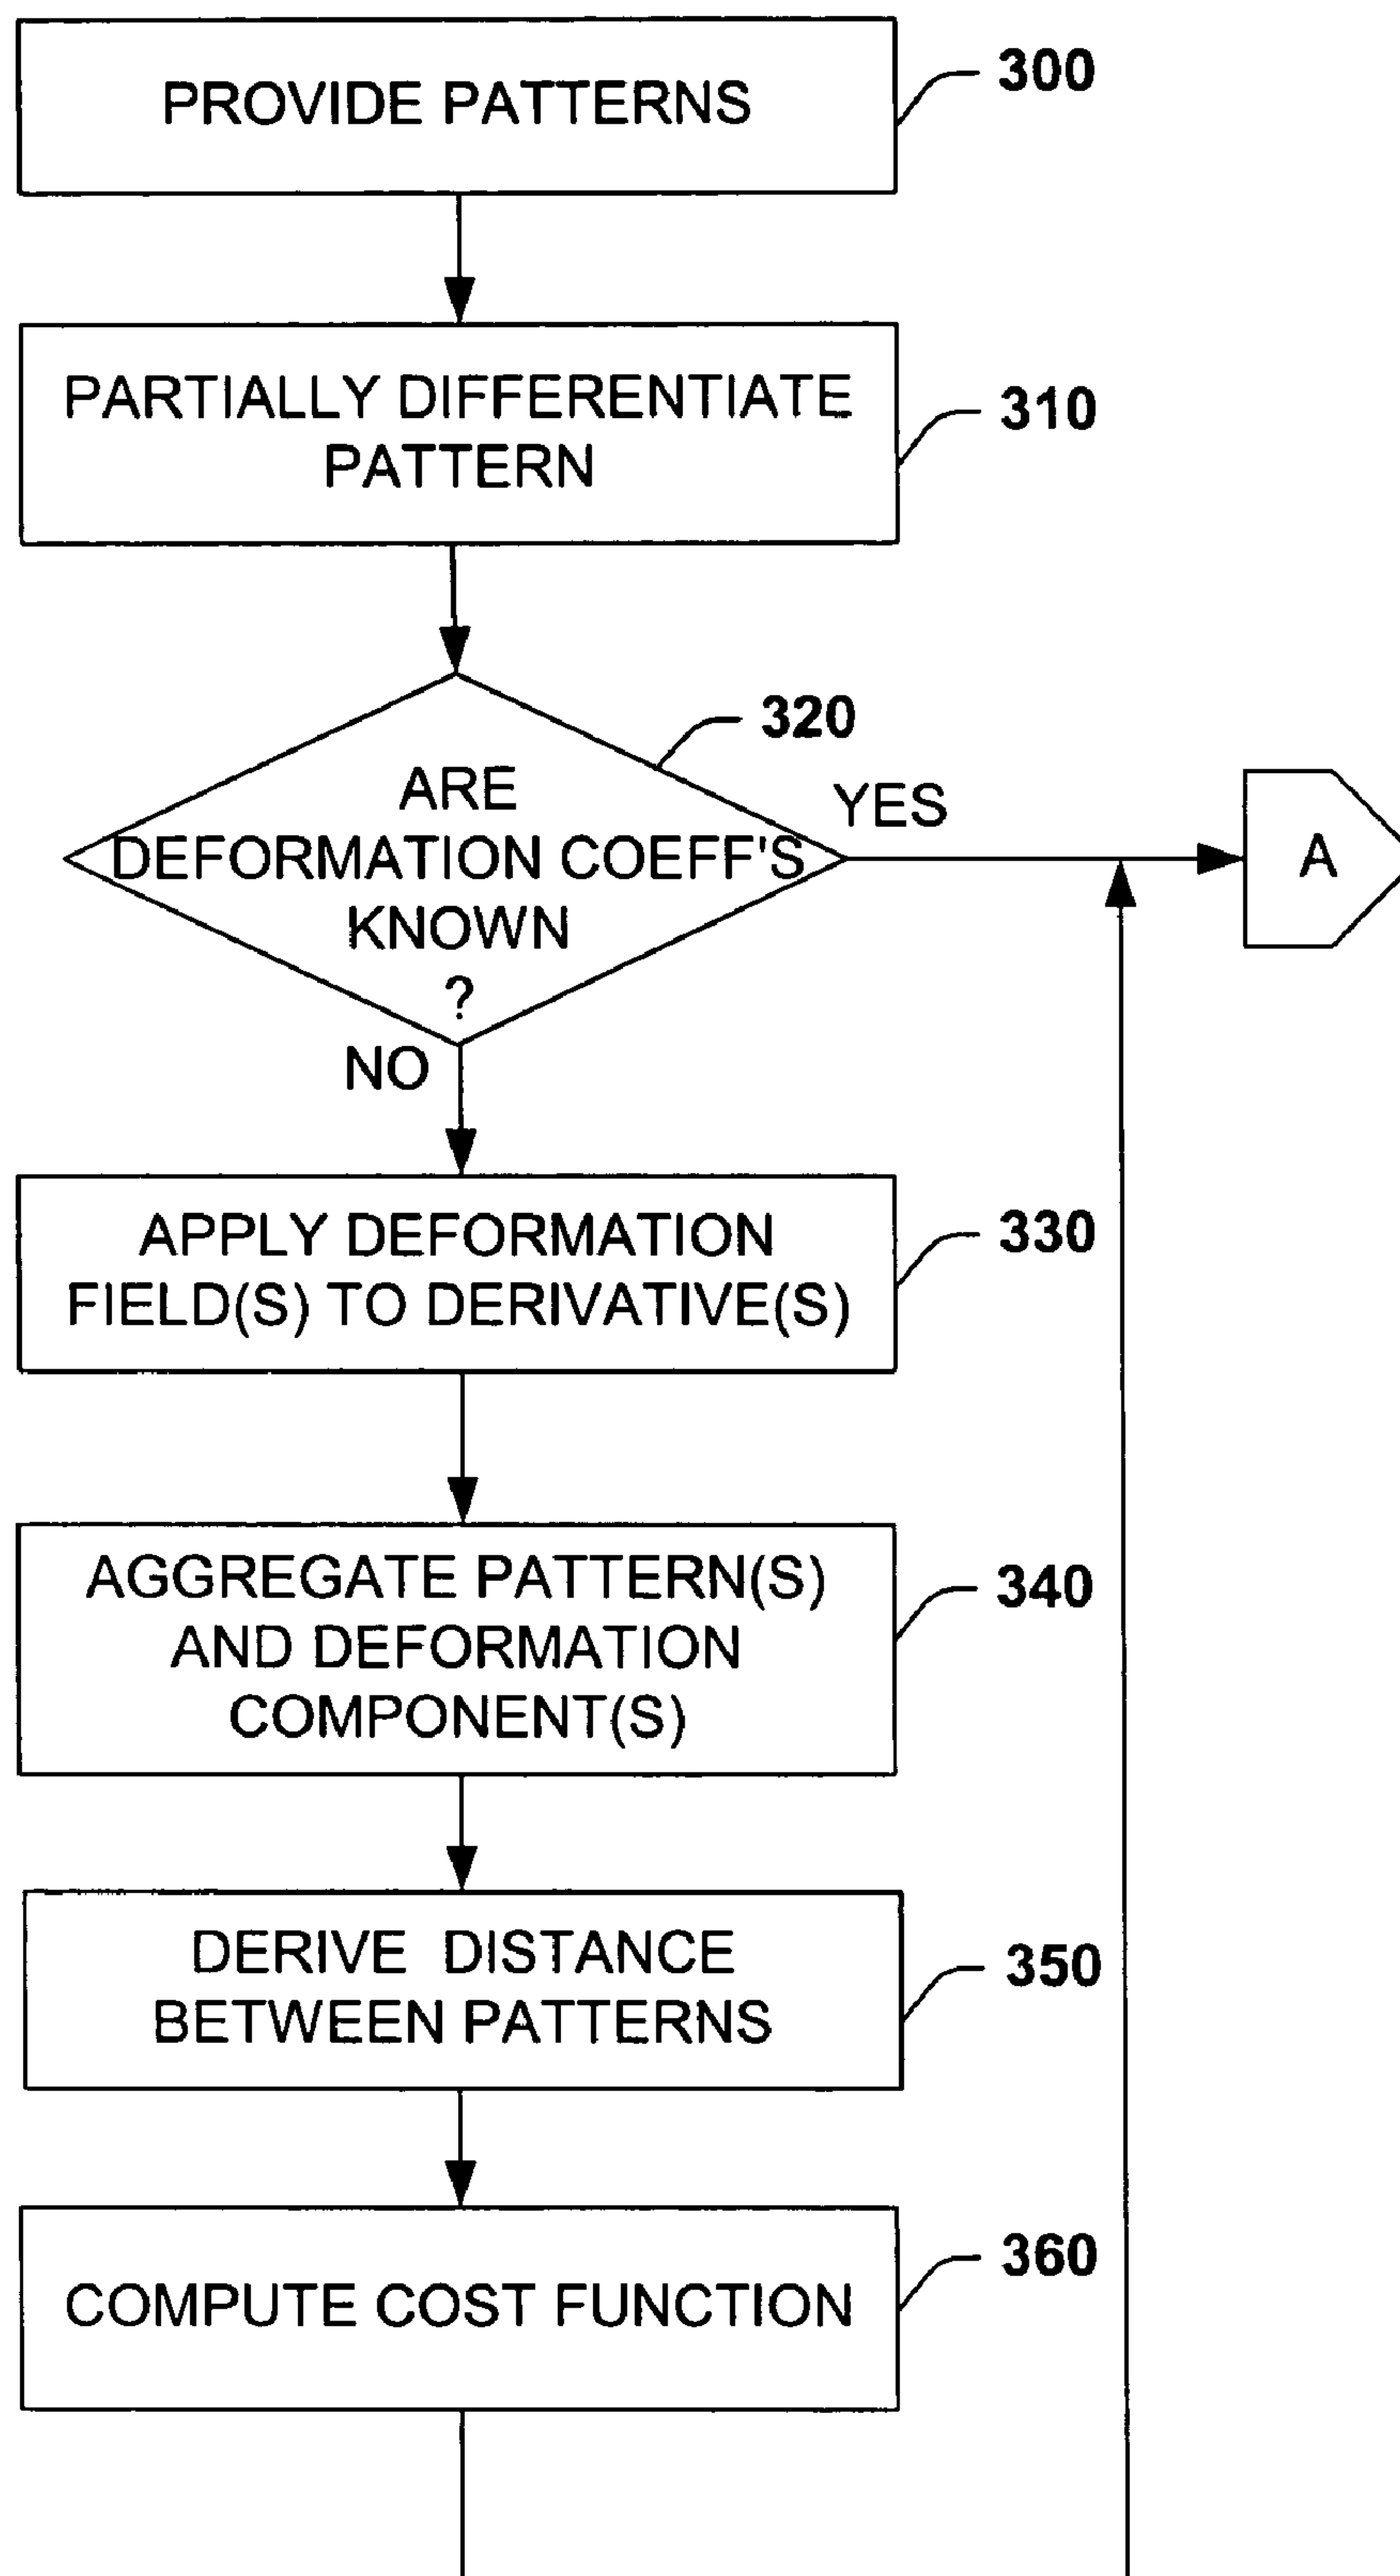 PROVIDE PATTERNS
300
PARTIALLY DIFFERENTIATE
PATTERN
310
320
ARE
DEFORMATION COEFF'S
KNOWN
?
YES
A
NO
APPLY DEFORMATION
FIELD(S) TO DERIVATIVE(S)
330
AGGREGATE PATTERN(S)
AND DEFORMATION
COMPONENT(S)
340
DERIVE DISTANCE
BETWEEN PATTERNS
350
COMPUTE COST FUNCTION
360